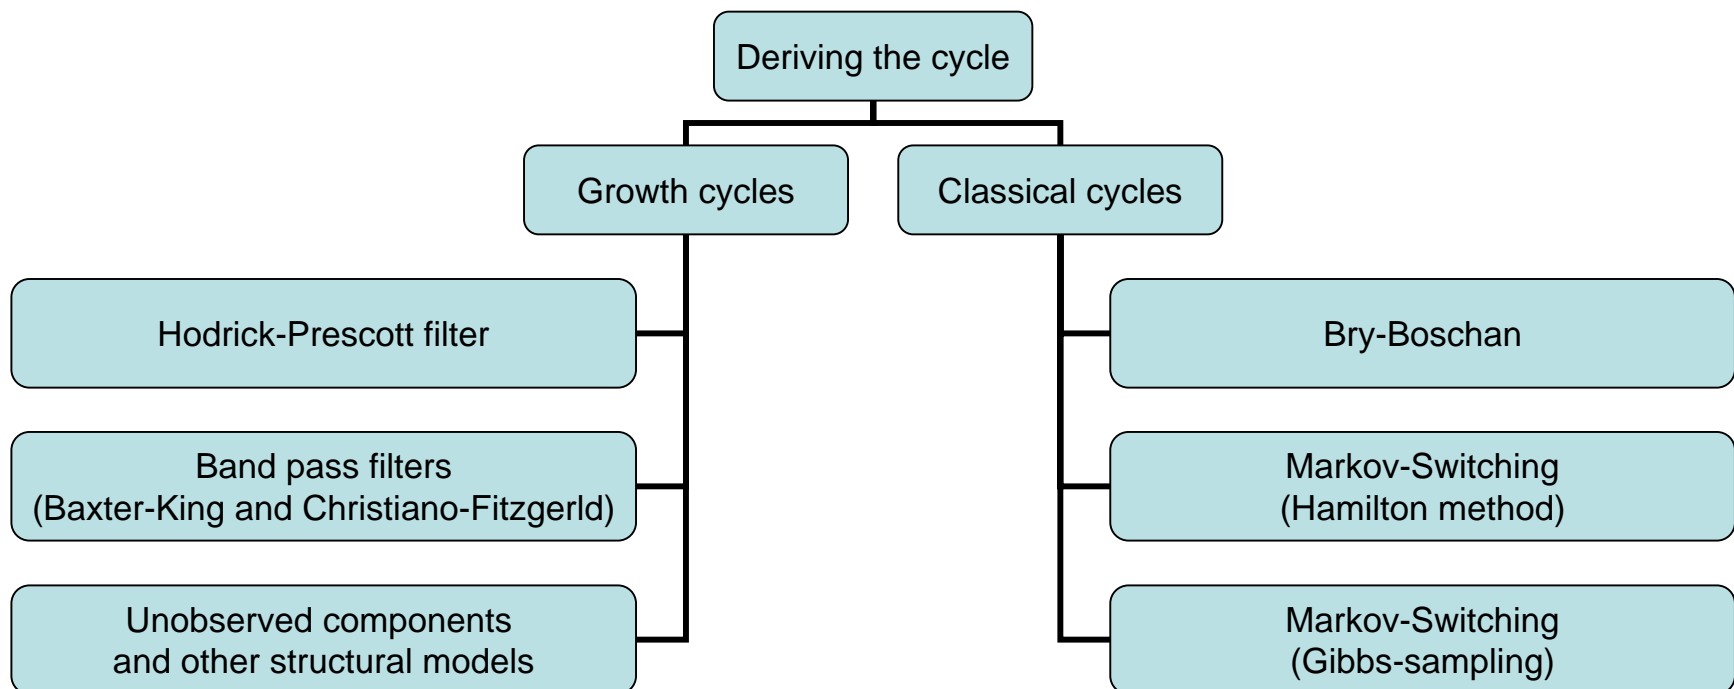 Deriving the cycle
Growth cycles
Classical cycles
Hodrick-Prescott filter
Band pass filters
(Baxter-King and Christiano-Fitzgerld)
Unobserved components
and other structural models
Bry-Boschan
Markov-Switching
(Hamilton method)
Markov-Switching
(Gibbs-sampling)